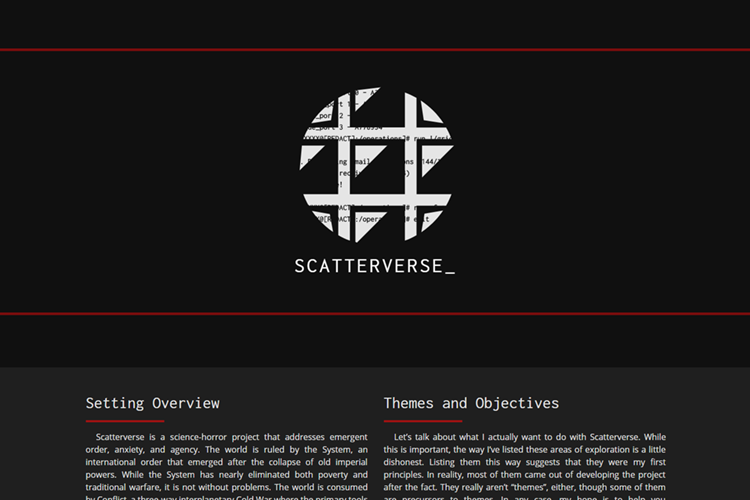 SCATTERVERSE_
Setting Overview
Scatterverse is a science-horror project that addresses emergent
order, anxiety, and agency. The world is ruled by the System, an
international order that emerged after the collapse of old imperial
powers. While the System has nearly eliminated both poverty and
traditional warfare, it is not without problems. The world is consumed
by Conflict, a three-way interplanetary Cold War where the primary tools
Themes and Objectives
Let's talk about what I actually want to do with Scatterverse. While
this is important, the way I've listed these areas of exploration is a little
dishonest. Listing them this way suggests that they were my first
principles. In reality, most of them came out of developing the project
after the fact. They really aren't “themes”, either, though some of them
are precursors to themes. In any case, my hope is to help you